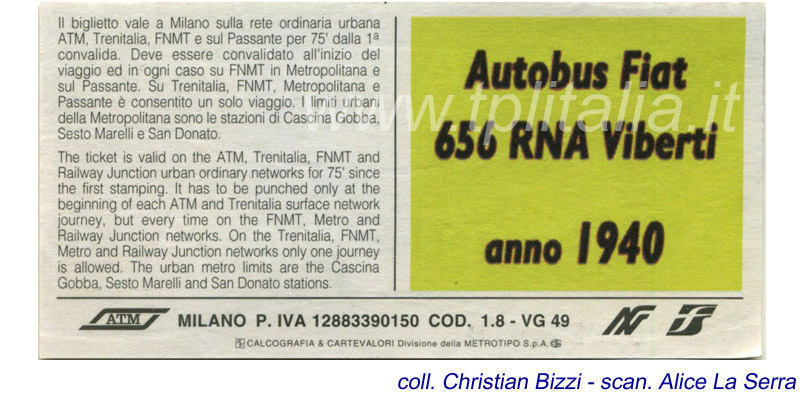 Il biglietto vale a Milano sulla rete ordinaria urbana
ATM, Trenitalia, FNMT e sul Passante per 75' dalla 1ª
convalida. Deve essere convalidato all'inizio del
viaggio ed in ogni caso su FNMT in Metropolitana e
sul Passante. Su Trenitalia, FNMT, Metropolitana e
Passante è consentito un solo viaggio. I limiti urbani
della Metropolitana sono le stazioni di Cascina Gobba,
Sesto Marelli e San Donato.
The ticket is valid on the ATM, Trenitalia, FNMT and
Railway Junction urban ordinary networks for 75' since
the first stamping. It has to be punched only at the
beginning of each ATM and Trenitalia surface network
journey, but every time on the FNMT, Metro and
Railway Junction networks. On the Trenitalia, FNMT,
Metro and Railway Junction networks only one journey
is allowed. The urban metro limits are the Cascina
Gobba, Sesto Marelli and San Donato stations.
Autobus Fiat
656 RNA Viberti
anno 1940
www.tplitalia.it
ATM MILANO P. IVA 12883390150 COD. 1.8 - VG 49
CALCOGRAFIA & CARTEVALORI Divisione della METROTIPO S.p.A.
coll. Christian Bizzi - scan. Alice La Serra